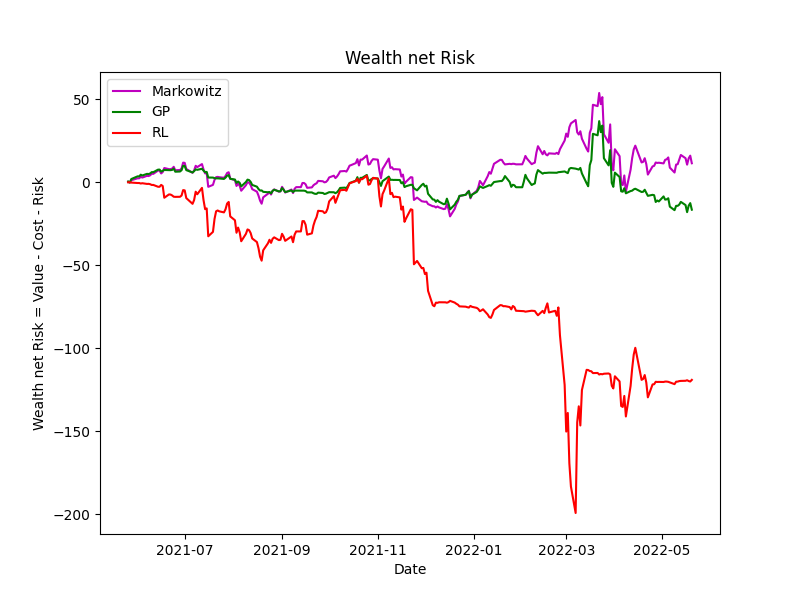 Wealth net Risk
Markowitz
GP
RL
Wealth net Risk = Value - Cost - Risk
50
0
−50
−100
−150
−200
2021-07
2021-09
2021-11
2022-01
2022-03
2022-05
Date